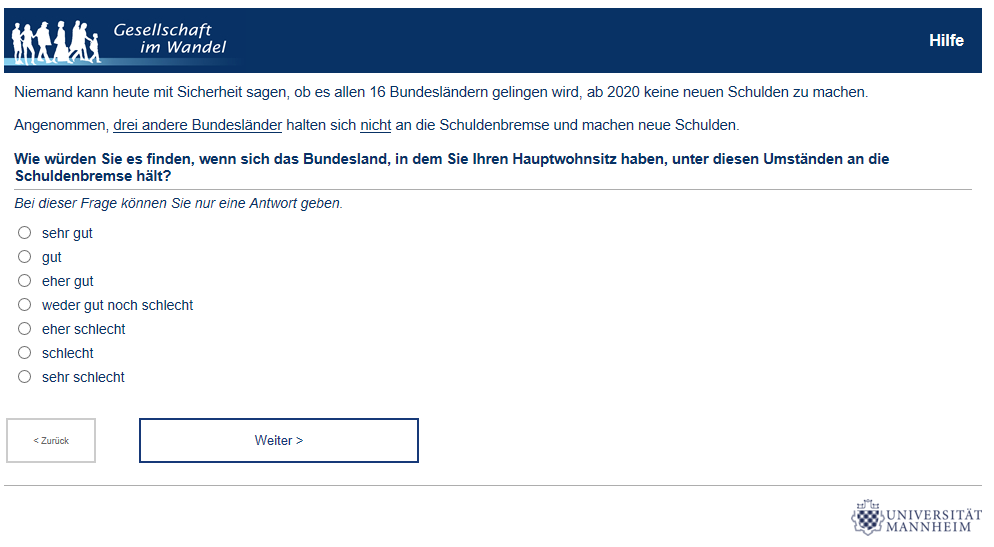 Gesellschaft
im Wandel
Hilfe
Niemand kann heute mit Sicherheit sagen, ob es allen 16 Bundesländern gelingen wird, ab 2020 keine neuen Schulden zu machen.
Angenommen, drei andere Bundesländer halten sich nicht an die Schuldenbremse und machen neue Schulden.
Wie würden Sie es finden, wenn sich das Bundesland, in dem Sie Ihren Hauptwohnsitz haben, unter diesen Umständen an die
Schuldenbremse hält?
Bei dieser Frage können Sie nur eine Antwort geben.
sehr gut
gut
eher gut
weder gut noch schlecht
eher schlecht
schlecht
sehr schlecht
< Zurück
Weiter >
UNIVERSITÄT
MANNHEIM